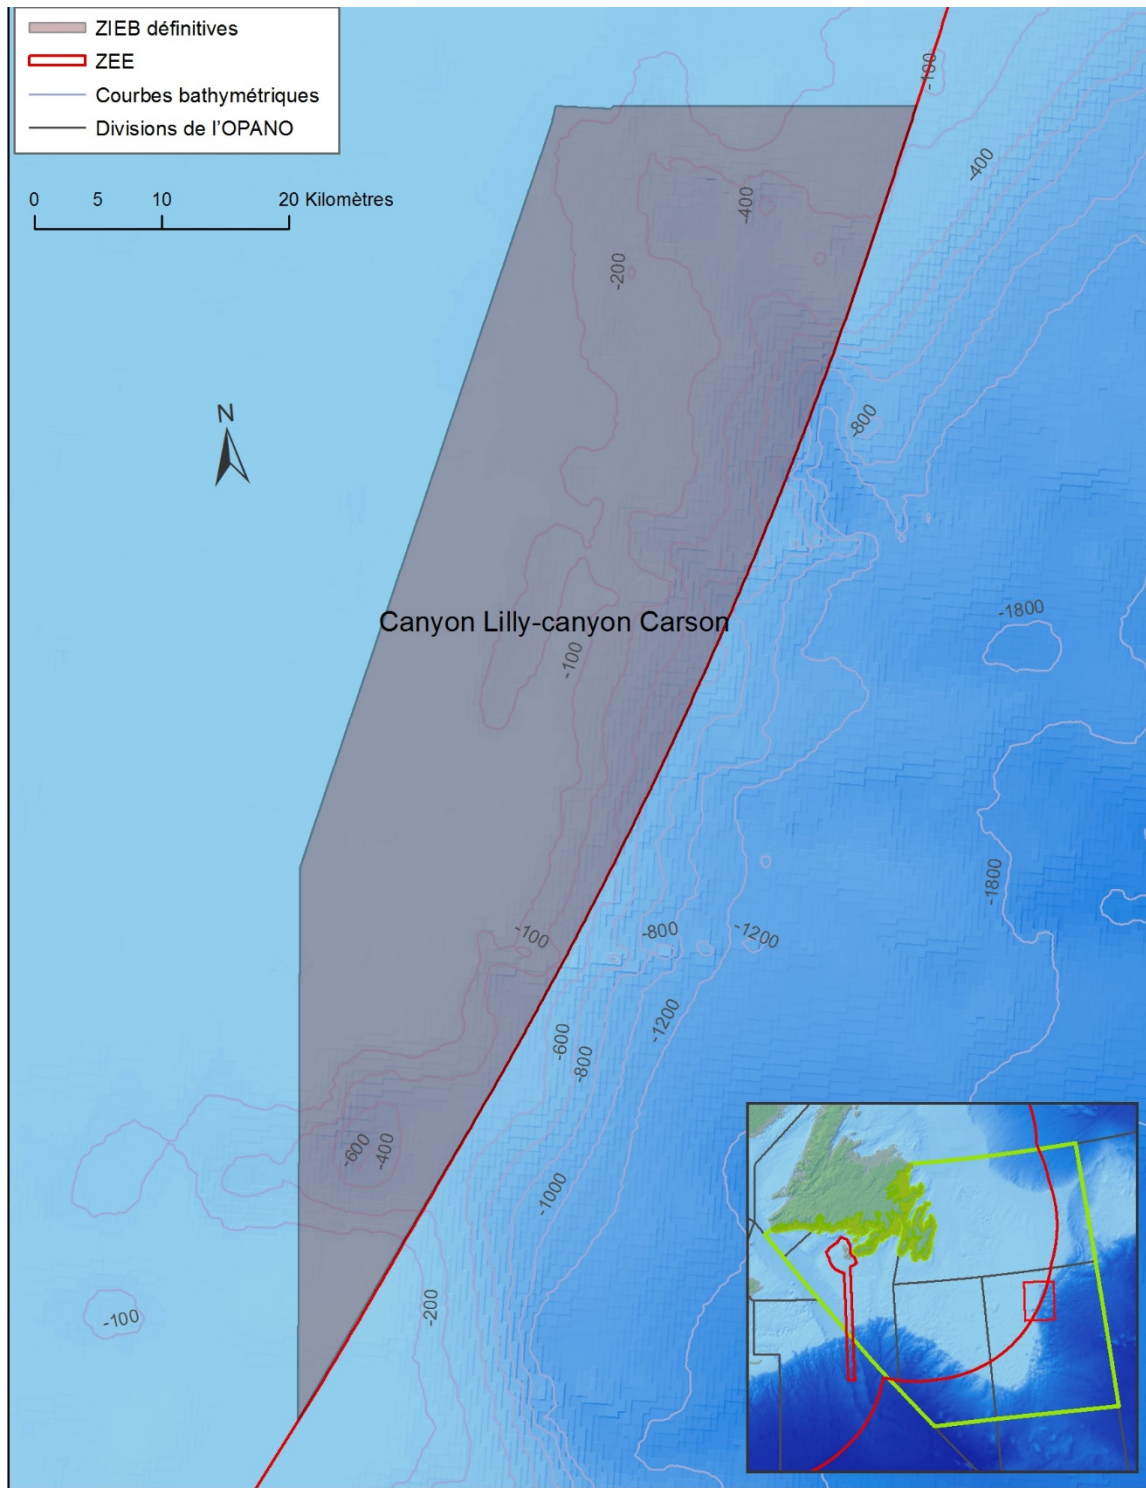 ZIEB définitives
ZEE
Courbes bathymétriques
Divisions de l'OPANO
0 5 10 20 Kilomètres
-100
-400
-400
-200
-800
N
-1800
Canyon Lilly-canyon Carson
-100
-1800
-100
-800
-1200
-1200
-600
-800
-600
-400
-1000
-200
-100